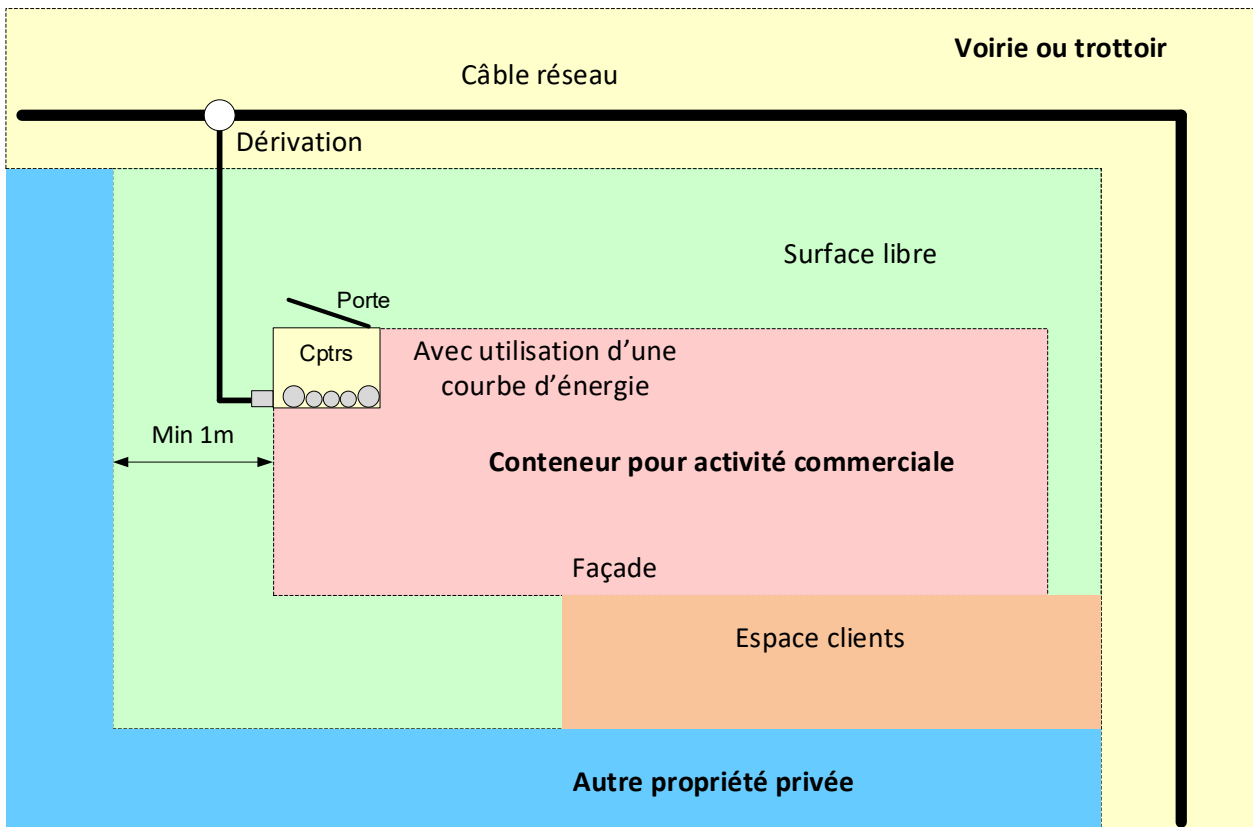 Voirie ou trottoir
Câble réseau
Dérivation
Surface libre
Porte
Cptrs
Avec utilisation d’une
courbe d’énergie
Min 1m
Conteneur pour activité commerciale
Façade
Espace clients
Autre propriété privée